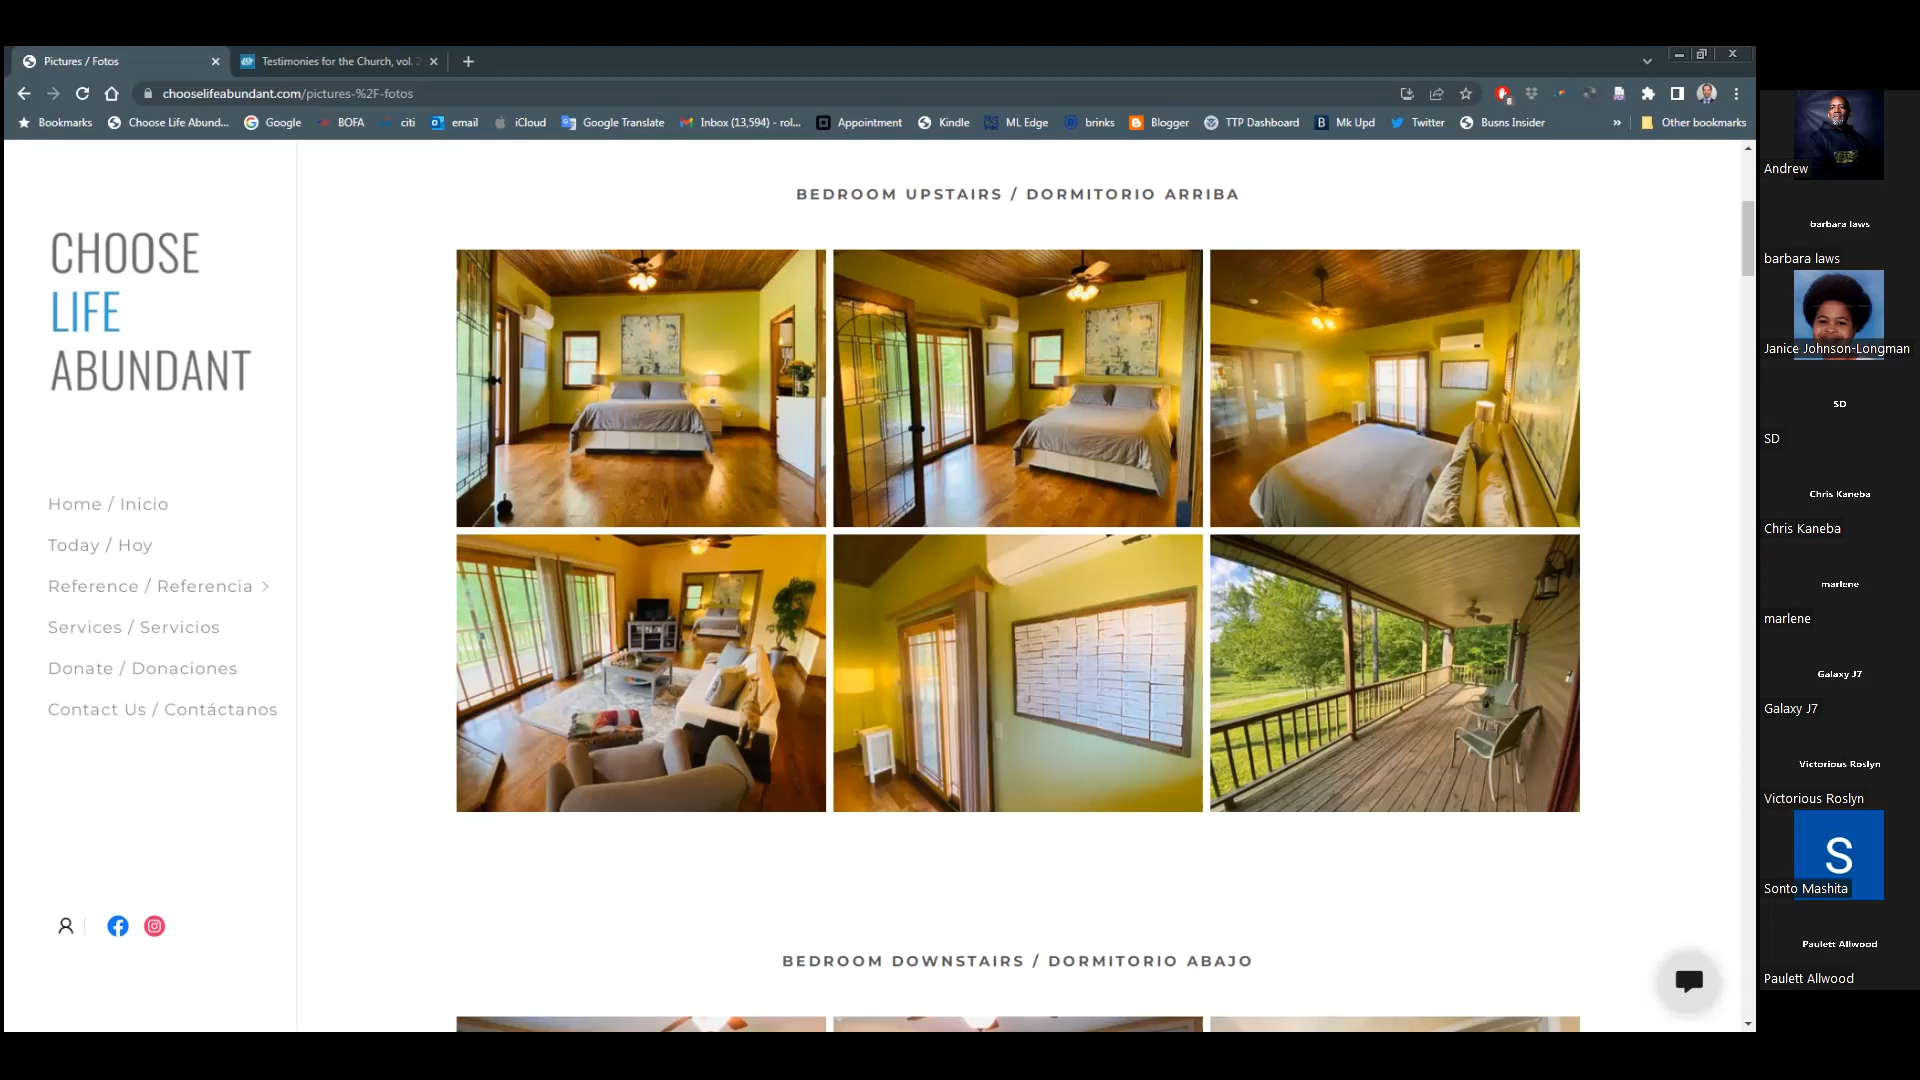 Pictures / Fotos
Testimonies for the Church, vol.
chooselifeabundant.com/pictures-%2F-fotos
Bookmarks
Choose Life Abund...
Google
BOFA
citi
email
iCloud
Google Translate
Inbox (13,594) - rol...
Appointment
Kindle
ML Edge
brinks
Blogger
TTP Dashboard
Mk Upd
Twitter
Busns Insider
»
Other bookmarks
CHOOSE
LIFE
ABUNDANT
Home / Inicio
Today / Hoy
Reference / Referencia
Services / Servicios
Donate / Donaciones
Contact Us / Contáctanos
BEDROOM UPSTAIRS / DORMITORIO ARRIBA
BEDROOM DOWNSTAIRS / DORMITORIO ABAJO
Andrew
barbara laws
barbara laws
Janice Johnson-Longman
SD
SD
Chris Kaneba
Chris Kaneba
marlene
marlene
Galaxy J7
Galaxy J7
Victorious Roslyn
Victorious Roslyn
S
Sonto Mashita
Paulett Allwood
Paulett Allwood